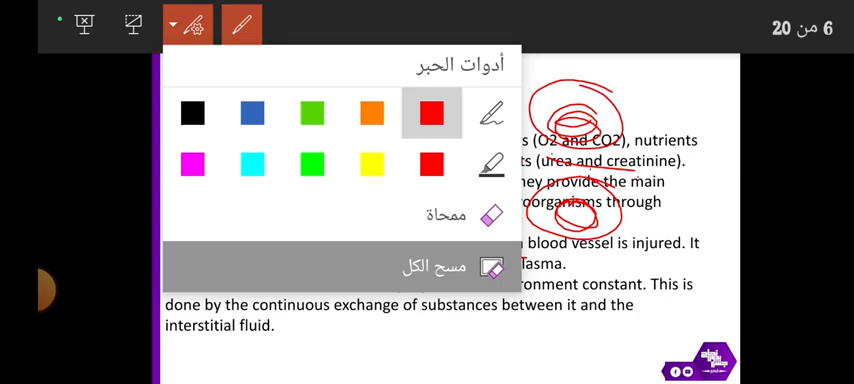 6 من 20
أدوات الحبر
ممحاة
مسح الكل
s (O2 and CO2), nutrients
ts (urea and creatinine).
hey provide the main
roorganisms through
blood vessel is injured. It
lasma.
ronment constant. This is
done by the continuous exchange of substances between it and the
interstitial fluid.